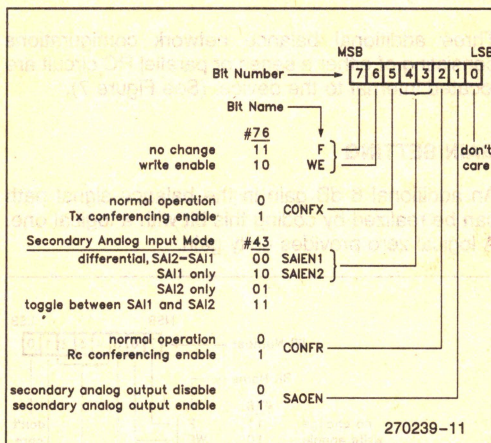 MSB LSB
Bit Number 7 6 5 4 3 2 1 0
Bit Name
#76
no change 11 F
write enable 10 WE
don't
care
normal operation 0
Tx conferencing enable 1 CONFX
Secondary Analog Input Mode #43
differential, SAI2-SAI1 00 SAIEN1
SAI1 only 10 SAIEN2
SAI2 only 01
toggle between SAI1 and SAI2 11
normal operation 0
Rc conferencing enable 1 CONFR
secondary analog output disable 0
secondary analog output enable 1 SAOEN
270239-11